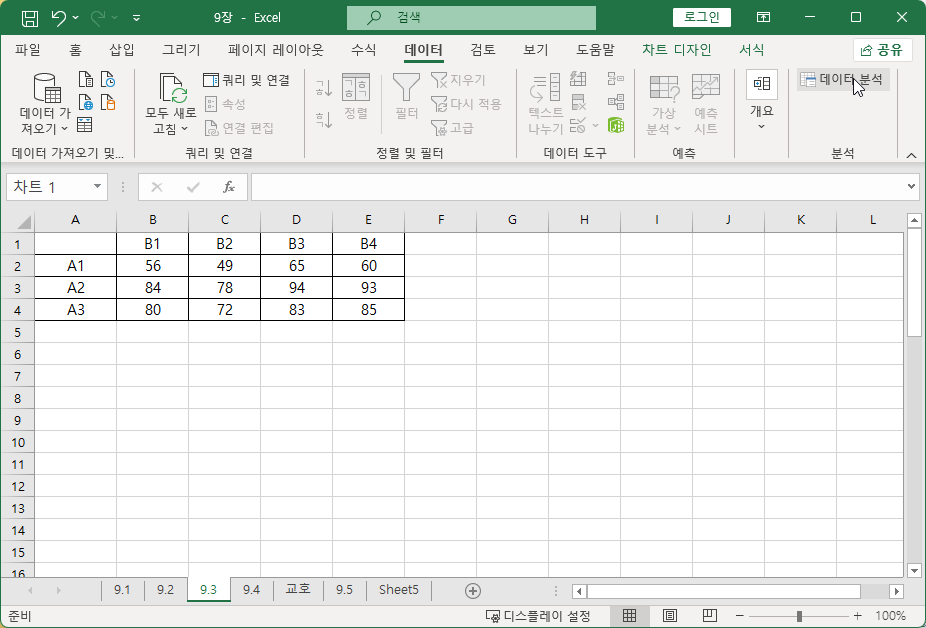 9장 - Excel
검색
로그인
파일 홈 삽입 그리기 페이지 레이아웃 수식 데이터 검토 보기 도움말 차트 디자인 서식 공유
데이터 가
져오기
모두 새로
고침
쿼리 및 연결
속성
연결 편집
정렬
필터
지우기
다시 적용
고급
텍스트
나누기
가상
분석
예측
시트
개요
데이터 분석
데이터 가져오기 및... 쿼리 및 연결 정렬 및 필터 데이터 도구 예측 분석
차트 1 fx
A B C D E F G H I J K L
1 B1 B2 B3 B4
2 A1 56 49 65 60
3 A2 84 78 94 93
4 A3 80 72 83 85
5
6
7
8
9
10
11
12
13
14
15
16
9.1 9.2 9.3 9.4 교호 9.5 Sheet5
준비 디스플레이 설정 100%